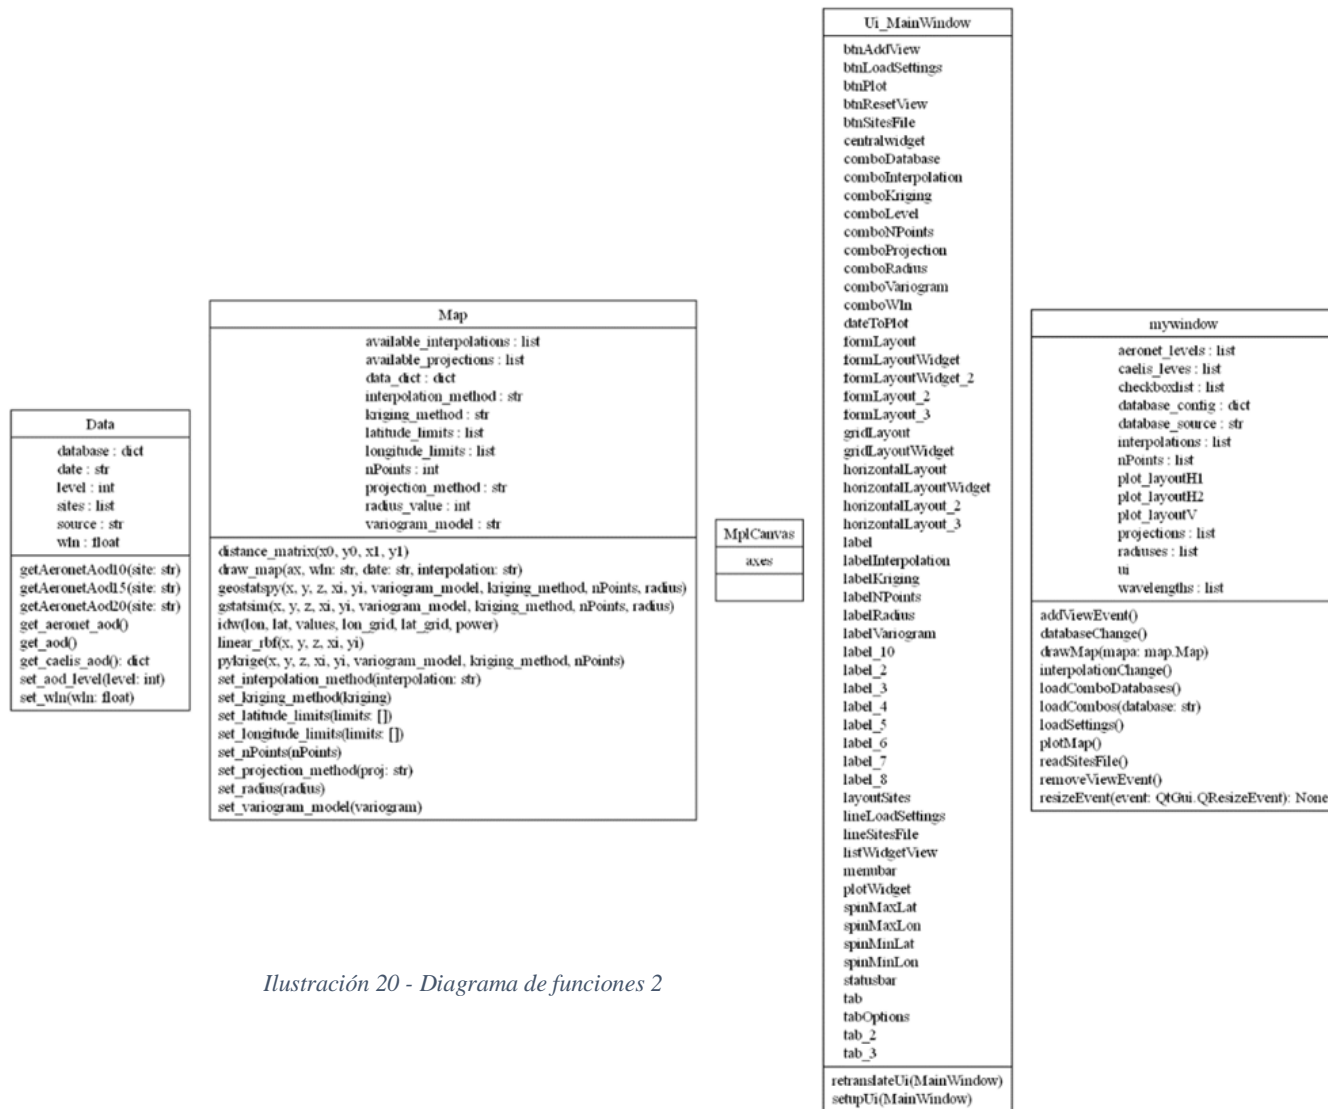 Data
database : dict
date : str
level : int
sites : list
source : str
wln : float
getAeronetAod10(site: str)
getAeronetAod15(site: str)
getAeronetAod20(site: str)
get_aeronet_aod()
get_aod()
get_caelis_aod(): dict
set_aod_level(level: int)
set_wln(wln: float)
Map
available_interpolations : list
available_projections : list
data_dict : dict
interpolation_method : str
kriging_method : str
latitude_limits : list
longitude_limits : list
nPoints : int
projection_method : str
radius_value : int
variogram_model : str
distance_matrix(x0, y0, x1, y1)
draw_map(ax, wln: str, date: str, interpolation: str)
geostatspy(x, y, z, xi, yi, variogram_model, kriging_method, nPoints, radius)
gstatsim(x, y, z, xi, yi, variogram_model, kriging_method, nPoints, radius)
idw(lon, lat, values, lon_grid, lat_grid, power)
linear_rbf(x, y, z, xi, yi)
pykrige(x, y, z, xi, yi, variogram_model, kriging_method, nPoints)
set_interpolation_method(interpolation: str)
set_kriging_method(kriging)
set_latitude_limits(limits: [])
set_longitude_limits(limits: [])
set_nPoints(nPoints)
set_projection_method(proj: str)
set_radius(radius)
set_variogram_model(variogram)
MplCanvas
axes
Ui_MainWindow
btnAddView
btnLoadSettings
btnPlot
btnResetView
btnSitesFile
centralwidget
comboDatabase
comboInterpolation
comboKriging
comboLevel
comboNPoints
comboProjection
comboRadius
comboVariogram
comboWln
dateToPlot
formLayout
formLayoutWidget
formLayoutWidget_2
formLayout_2
formLayout_3
gridLayout
gridLayoutWidget
horizontalLayout
horizontalLayoutWidget
horizontalLayout_2
horizontalLayout_3
label
labelInterpolation
labelKriging
labelNPoints
labelRadius
labelVariogram
label_10
label_2
label_3
label_4
label_5
label_6
label_7
label_8
layoutSites
lineLoadSettings
lineSitesFile
listWidgetView
menubar
plotWidget
spinMaxLat
spinMaxLon
spinMinLat
spinMinLon
statusbar
tab
tabOptions
tab_2
tab_3
retranslateUi(MainWindow)
setupUi(MainWindow)
mywindow
aeronet_levels : list
caelis_leves : list
checkboxlist : list
database_config : dict
database_source : str
interpolations : list
nPoints : list
plot_layoutH1
plot_layoutH2
plot_layoutV
projections : list
radiuses : list
ui
wavelengths : list
addViewEvent()
databaseChange()
drawMap(mapa: map.Map)
interpolationChange()
loadComboDatabases()
loadCombos(database: str)
loadSettings()
plotMap()
readSitesFile()
removeViewEvent()
resizeEvent(event: QtGui.QResizeEvent): None
Ilustración 20 - Diagrama de funciones 2